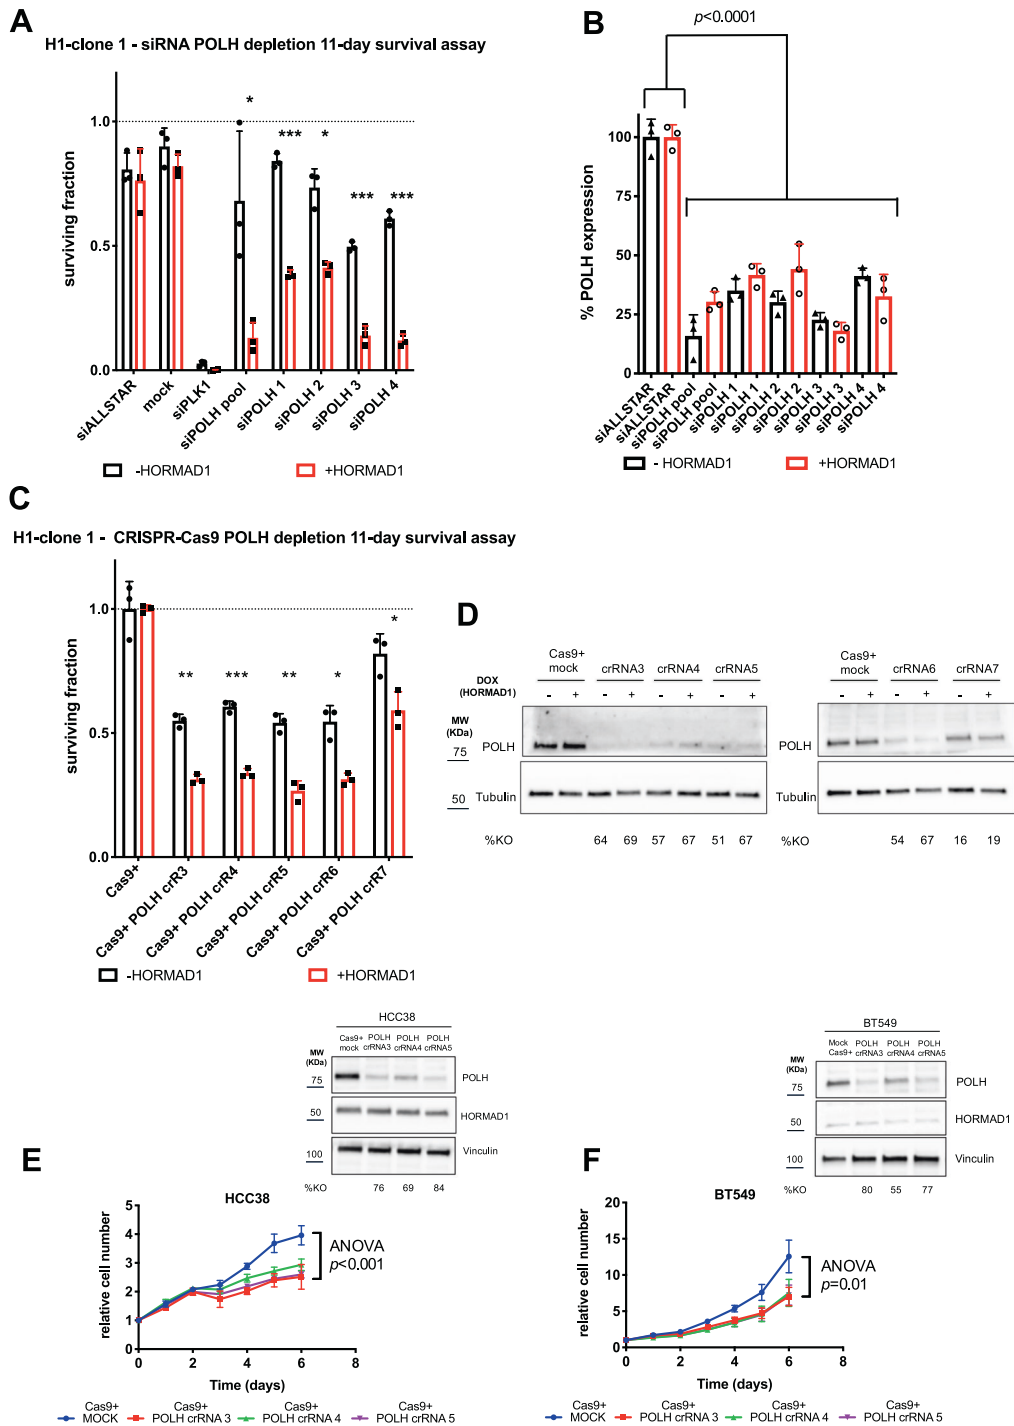 A
H1-clone 1 - siRNA POLH depletion 11-day survival assay
surviving fraction
1.0
0.5
0.0
*
***
*
***
***
siALLSTAR
mock
siPLK1
siPOLH pool
siPOLH 1
siPOLH 2
siPOLH 3
siPOLH 4
-HORMAD1
+HORMAD1
B
p<0.0001
% POLH expression
100
75
50
25
0
siALLSTAR
siALLSTAR
siPOLH pool
siPOLH pool
siPOLH 1
siPOLH 1
siPOLH 2
siPOLH 2
siPOLH 3
siPOLH 3
siPOLH 4
siPOLH 4
- HORMAD1
+HORMAD1
C
H1-clone 1 - CRISPR-Cas9 POLH depletion 11-day survival assay
surviving fraction
1.0
0.5
0.0
**
***
**
*
*
Cas9+
Cas9+ POLH crR3
Cas9+ POLH crR4
Cas9+ POLH crR5
Cas9+ POLH crR6
Cas9+ POLH crR7
-HORMAD1
+HORMAD1
D
Cas9+
mock
crRNA3
crRNA4
crRNA5
DOX
(HORMAD1)
- + - + - + - +
MW
(KDa)
75
POLH
50
Tubulin
%KO
64 69 57 67 51 67
Cas9+
mock
crRNA6
crRNA7
- + - + - +
POLH
Tubulin
%KO
54 67 16 19
HCC38
Cas9+
mock
POLH
crRNA3
POLH
crRNA4
POLH
crRNA5
MW
(KDa)
75
POLH
50
HORMAD1
100
Vinculin
%KO
76 69 84
E
HCC38
relative cell number
5
4
3
2
1
0
0 2 4 6 8
Time (days)
ANOVA
p<0.001
Cas9+
MOCK
Cas9+
POLH crRNA 3
Cas9+
POLH crRNA 4
Cas9+
POLH crRNA 5
BT549
Mock
Cas9+
POLH
crRNA3
POLH
crRNA4
POLH
crRNA5
MW
(KDa)
75
POLH
50
HORMAD1
100
Vinculin
%KO
80 55 77
F
BT549
relative cell number
20
15
10
5
0
0 2 4 6 8
Time (days)
ANOVA
p=0.01
Cas9+
MOCK
Cas9+
POLH crRNA 3
Cas9+
POLH crRNA 4
Cas9+
POLH crRNA 5